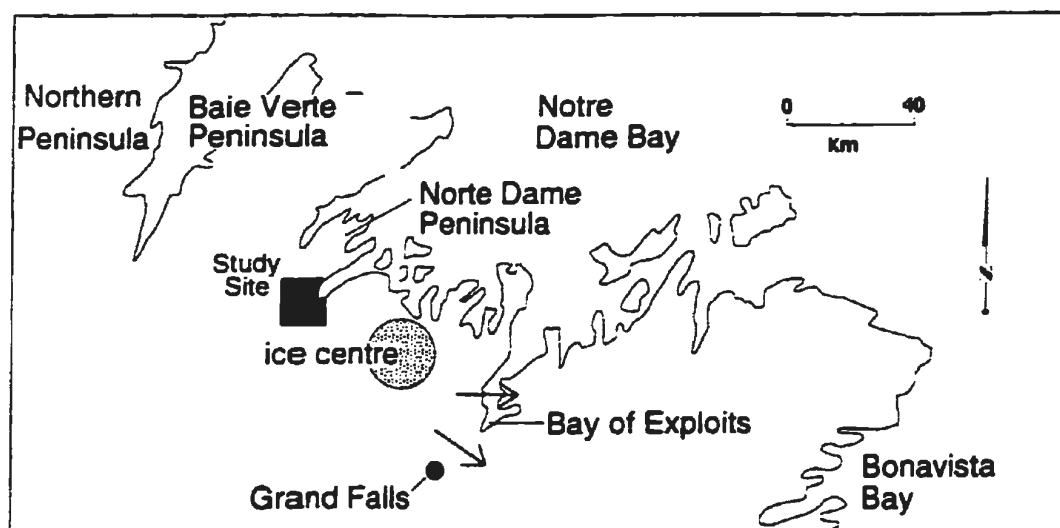 Northern
Peninsula
Baie Verte
Peninsula
Notre
Dame Bay
0 40
Km
Norte Dame
Peninsula
N
Study
Site
ice centre
Bay of Exploits
Grand Falls
Bonavista
Bay